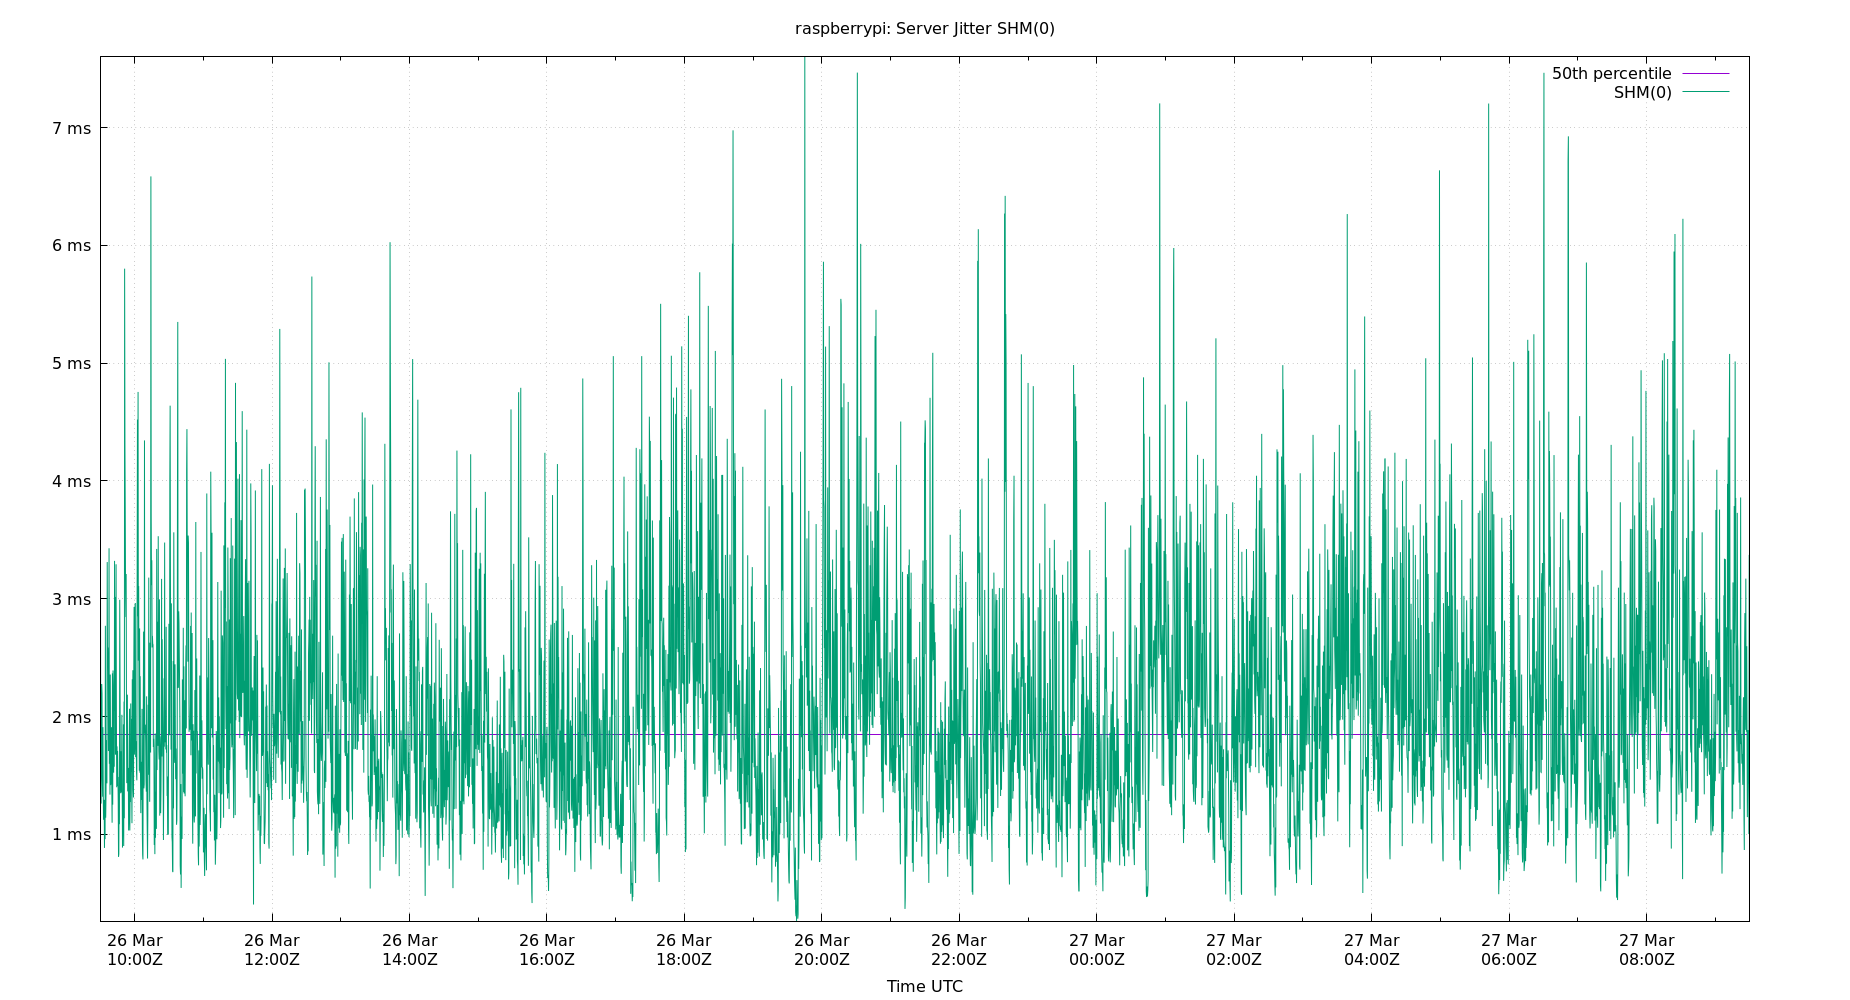 raspberrypi: Server Jitter SHM(0)
50th percentile
SHM(0)
7 ms
6 ms
5 ms
4 ms
3 ms
2 ms
1 ms
26 Mar 26 Mar 26 Mar 26 Mar 26 Mar 26 Mar 26 Mar 27 Mar 27 Mar 27 Mar 27 Mar 27 Mar
10:00Z 12:00Z 14:00Z 16:00Z 18:00Z 20:00Z 22:00Z 00:00Z 02:00Z 04:00Z 06:00Z 08:00Z
Time UTC